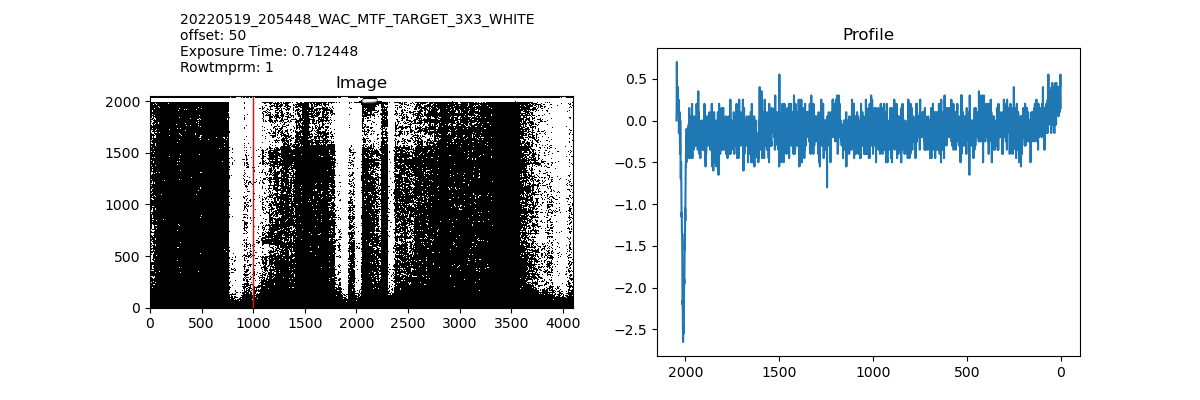 20220519_205448_WAC_MTF_TARGET_3X3_WHITE
offset: 50
Exposure Time: 0.712448
Rowtmprm: 1
Image
2000
1500
1000
500
0
0 500 1000 1500 2000 2500 3000 3500 4000
Profile
0.5
0.0
−0.5
−1.0
−1.5
−2.0
−2.5
2000 1500 1000 500 0